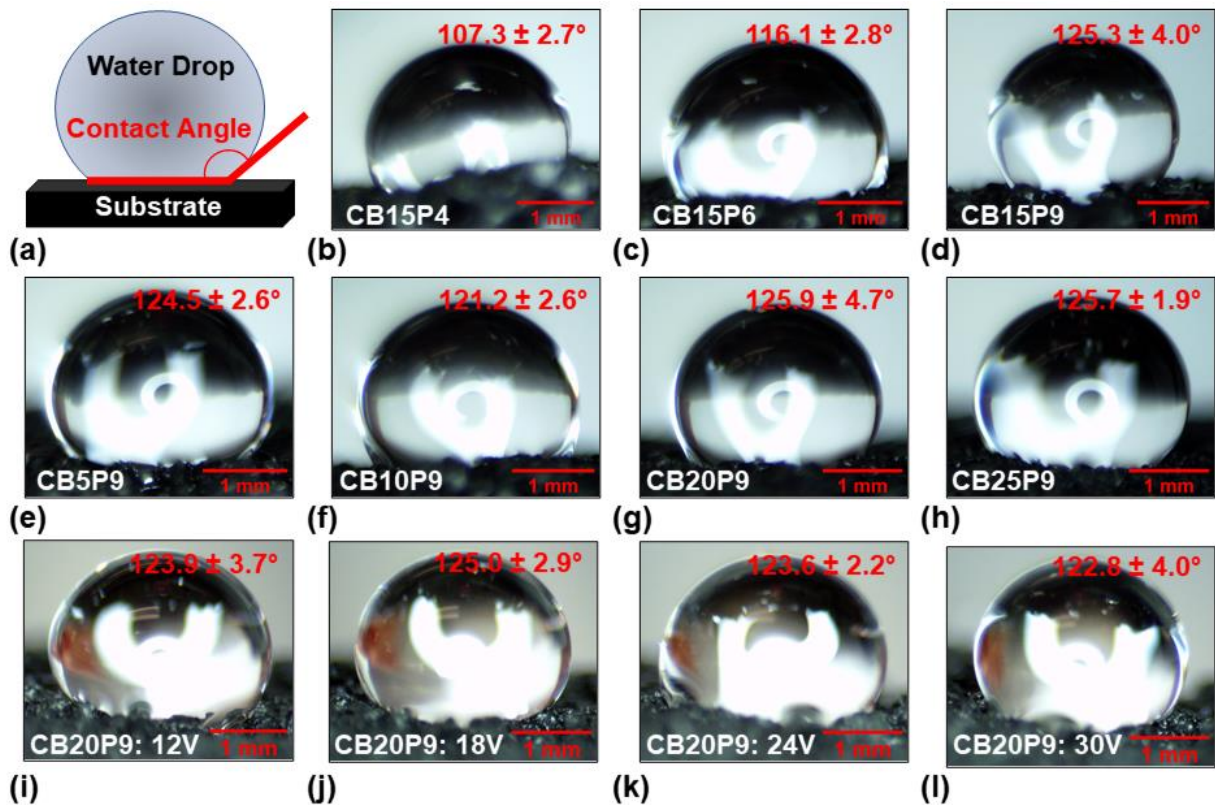 Water Drop
Contact Angle
Substrate
(a)
107.3 ± 2.7°
CB15P4
1 mm
(b)
116.1 ± 2.8°
CB15P6
1 mm
(c)
125.3 ± 4.0°
CB15P9
1 mm
(d)
124.5 ± 2.6°
CB5P9
1 mm
(e)
121.2 ± 2.6°
CB10P9
1 mm
(f)
125.9 ± 4.7°
CB20P9
1 mm
(g)
125.7 ± 1.9°
CB25P9
1 mm
(h)
123.9 ± 3.7°
CB20P9: 12V
1 mm
(i)
125.0 ± 2.9°
CB20P9: 18V
1 mm
(j)
123.6 ± 2.2°
CB20P9: 24V
1 mm
(k)
122.8 ± 4.0°
CB20P9: 30V
1 mm
(l)